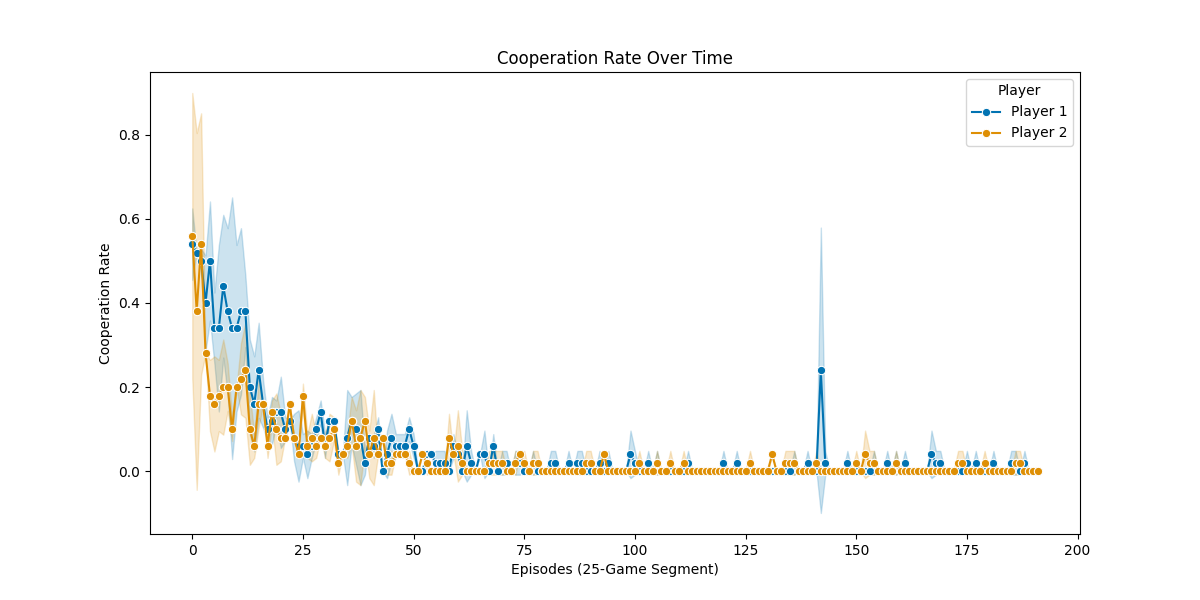 Cooperation Rate Over Time
Player
Player 1
Player 2
Cooperation Rate
0.8
0.6
0.4
0.2
0.0
0 25 50 75 100 125 150 175 200
Episodes (25-Game Segment)